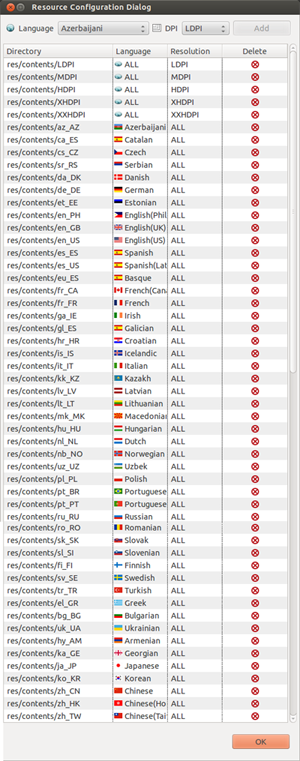 Resource Configuration Dialog
Language Azerbaijani DPI LDPI Add
Directory Language Resolution Delete
res/contents/LDPI ALL LDPI
res/contents/MDPI ALL MDPI
res/contents/HDPI ALL HDPI
res/contents/XHDPI ALL XHDPI
res/contents/XXHDPI ALL XXHDPI
res/contents/az_AZ Azerbaijani ALL
res/contents/ca_ES Catalan ALL
res/contents/cs_CZ Czech ALL
res/contents/sr_RS Serbian ALL
res/contents/da_DK Danish ALL
res/contents/de_DE German ALL
res/contents/et_EE Estonian ALL
res/contents/en_PH English(Phil ALL
res/contents/en_GB English(UK) ALL
res/contents/en_US English(US) ALL
res/contents/es_ES Spanish ALL
res/contents/es_US Spanish(Lat ALL
res/contents/eu_ES Basque ALL
res/contents/fr_CA French(Cana ALL
res/contents/fr_FR French ALL
res/contents/ga_IE Irish ALL
res/contents/gl_ES Galician ALL
res/contents/hr_HR Croatian ALL
res/contents/is_IS Icelandic ALL
res/contents/it_IT Italian ALL
res/contents/kk_KZ Kazakh ALL
res/contents/lv_LV Latvian ALL
res/contents/lt_LT Lithuanian ALL
res/contents/mk_MK Macedonian ALL
res/contents/hu_HU Hungarian ALL
res/contents/nl_NL Dutch ALL
res/contents/nb_NO Norwegian ALL
res/contents/uz_UZ Uzbek ALL
res/contents/pl_PL Polish ALL
res/contents/pt_BR Portuguese ALL
res/contents/pt_PT Portuguese ALL
res/contents/ru_RU Russian ALL
res/contents/ro_RO Romanian ALL
res/contents/sk_SK Slovak ALL
res/contents/sl_SI Slovenian ALL
res/contents/fi_FI Finnish ALL
res/contents/sv_SE Swedish ALL
res/contents/tr_TR Turkish ALL
res/contents/el_GR Greek ALL
res/contents/bg_BG Bulgarian ALL
res/contents/uk_UA Ukrainian ALL
res/contents/hy_AM Armenian ALL
res/contents/ka_GE Georgian ALL
res/contents/ja_JP Japanese ALL
res/contents/ko_KR Korean ALL
res/contents/zh_CN Chinese ALL
res/contents/zh_HK Chinese(Ho ALL
res/contents/zh_TW Chinese(Tai ALL
OK